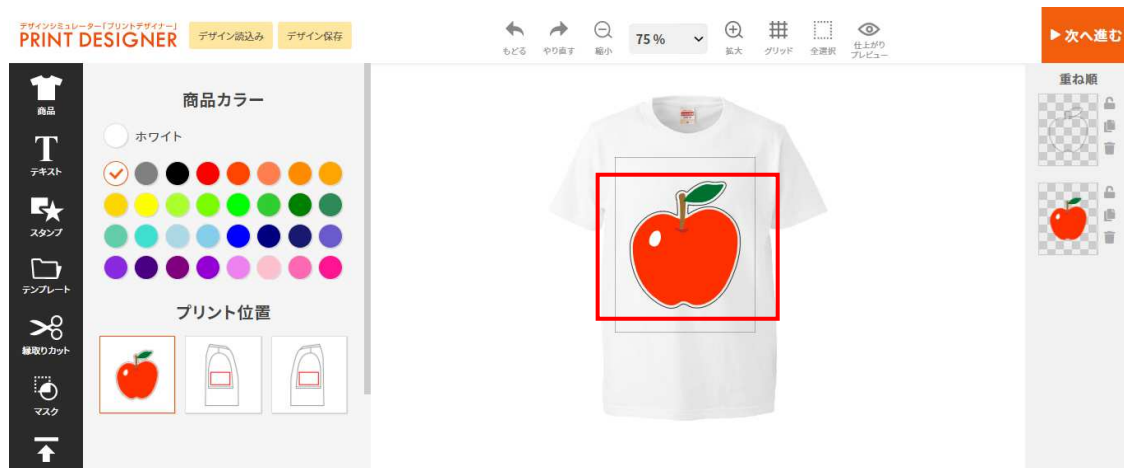 デザインシミュレーター「プリントデザイナー」
PRINT DESIGNER
デザイン読込み
デザイン保存
もどる
やり直す
縮小
75 %
拡大
グリッド
全選択
仕上がり
プレビュー
次へ進む
商品
テキスト
スタンプ
テンプレート
縁取りカット
マスク
商品カラー
ホワイト
プリント位置
重ね順